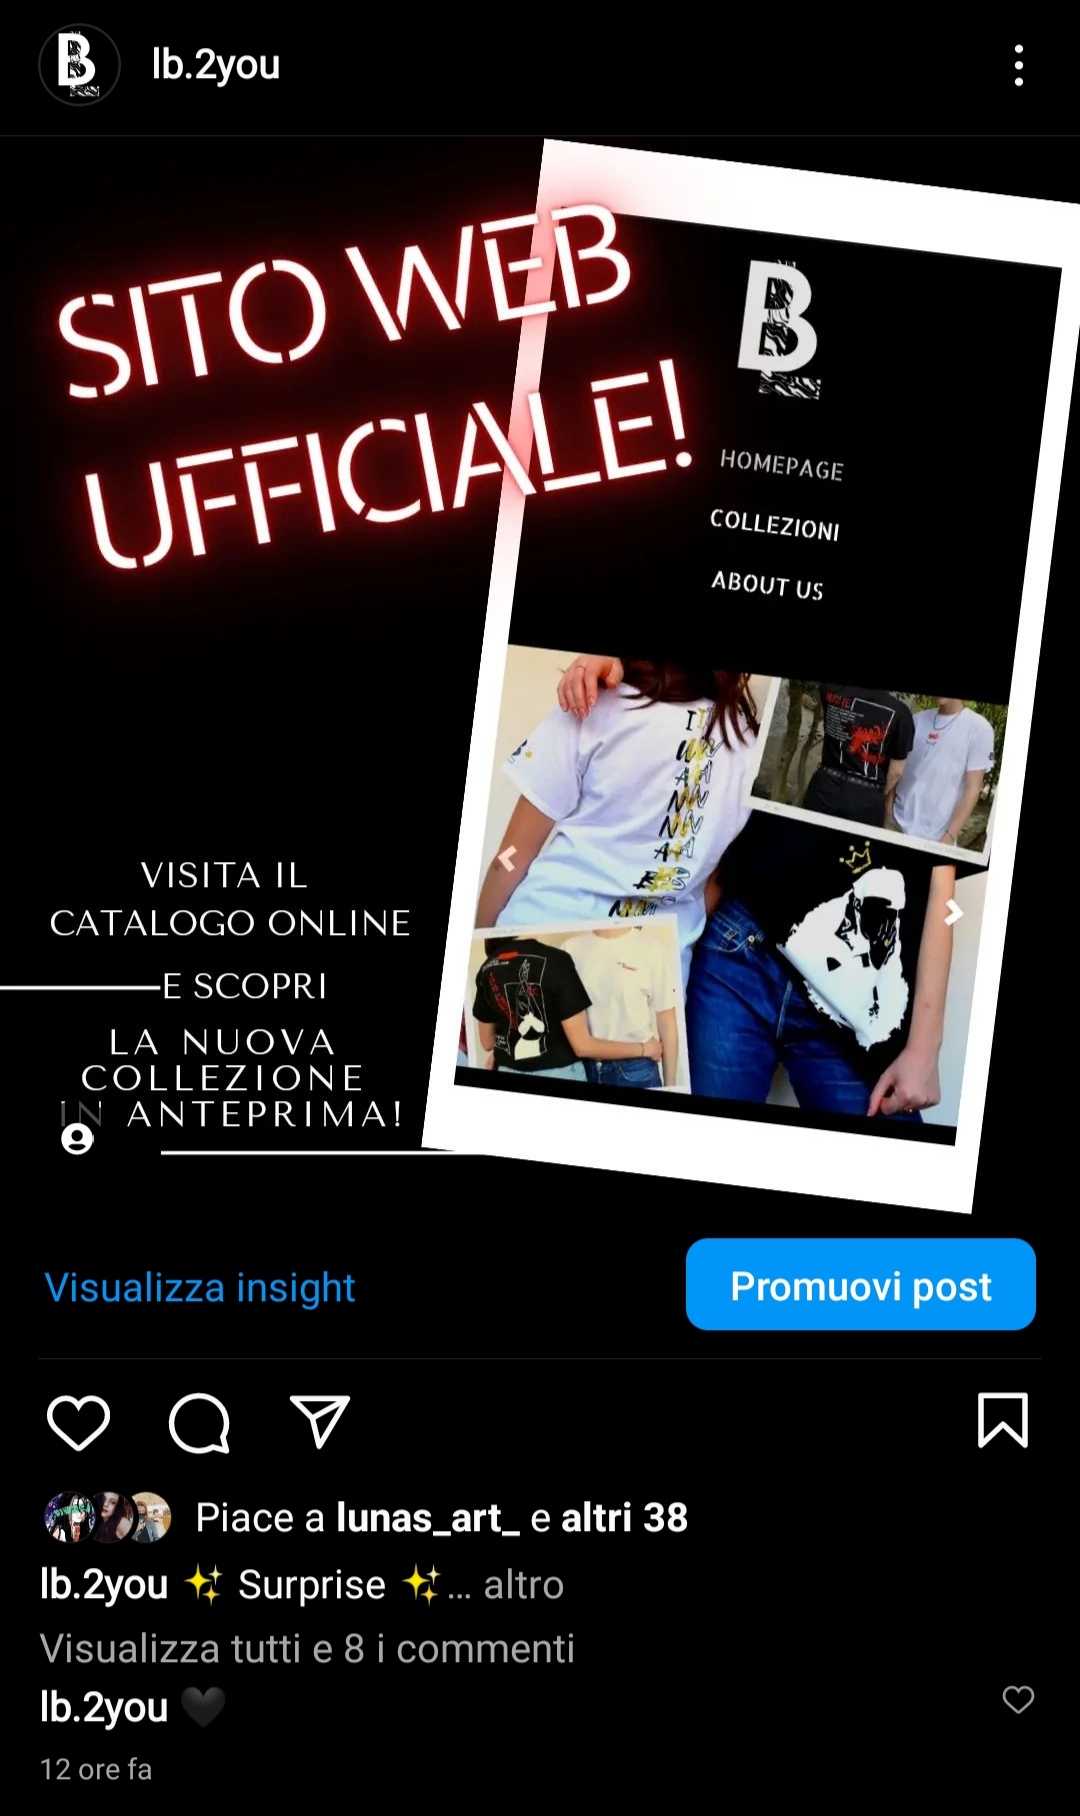 lb.2you
SITO WEB
UFFICIALE!
HOMEPAGE
COLLEZIONI
ABOUT US
VISITA IL
CATALOGO ONLINE
E SCOPRI
LA NUOVA
COLLEZIONE
IN ANTEPRIMA!
Visualizza insight
Promuovi post
Piace a lunas_art_ e altri 38
lb.2you ✨ Surprise ✨... altro
Visualizza tutti e 8 i commenti
lb.2you 🖤
12 ore fa